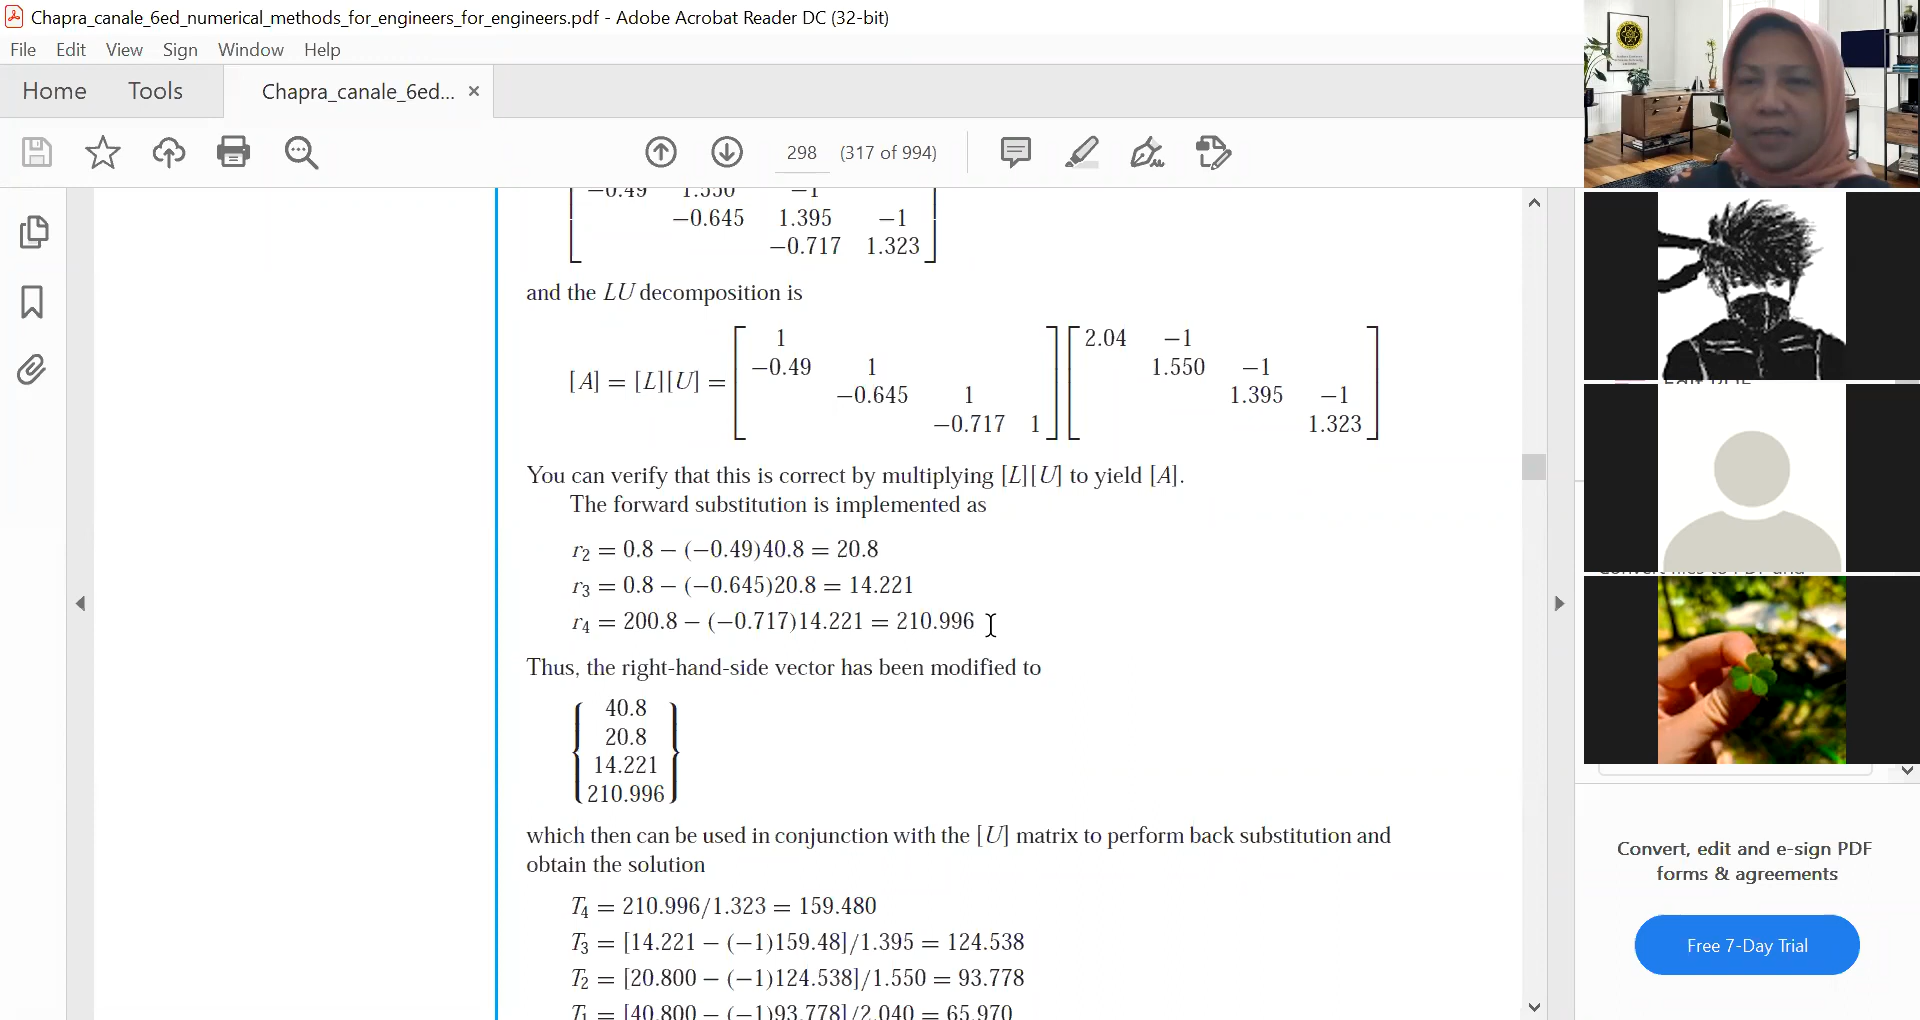 Chapra_canale_6ed_numerical_methods_for_engineers_for_engineers.pdf - Adobe Acrobat Reader DC (32-bit)
File Edit View Sign Window Help
Home Tools Chapra_canale_6ed... ×
298 (317 of 994)
−0.49 1.550 −1
−0.645 1.395 −1
−0.717 1.323
and the LU decomposition is
[A] = [L][U] =
1
−0.49 1
−0.645 1
−0.717 1
2.04 −1
1.550 −1
1.395 −1
1.323
You can verify that this is correct by multiplying [L][U] to yield [A].
The forward substitution is implemented as
r2 = 0.8 − (−0.49)40.8 = 20.8
r3 = 0.8 − (−0.645)20.8 = 14.221
r4 = 200.8 − (−0.717)14.221 = 210.996
Thus, the right-hand-side vector has been modified to
40.8
20.8
14.221
210.996
which then can be used in conjunction with the [U] matrix to perform back substitution and
obtain the solution
T4 = 210.996/1.323 = 159.480
T3 = [14.221 − (−1)159.48]/1.395 = 124.538
T2 = [20.800 − (−1)124.538]/1.550 = 93.778
T1 = [40.800 − (−1)93.778]/2.040 = 65.970
Convert, edit and e-sign PDF
forms & agreements
Free 7-Day Trial